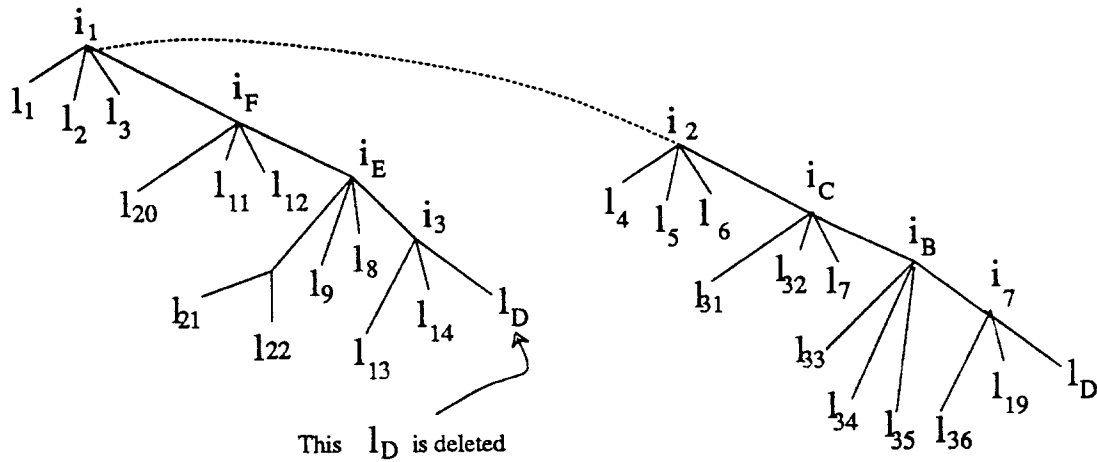 i1
iF
i2
l1
l2
l3
iE
iC
l4
l5
l6
l20
l11
l12
i3
iB
l31
l32
l7
i7
l21
l22
l9
l8
l13
l14
lD
l33
l34
l35
l36
l19
lD
This lD is deleted